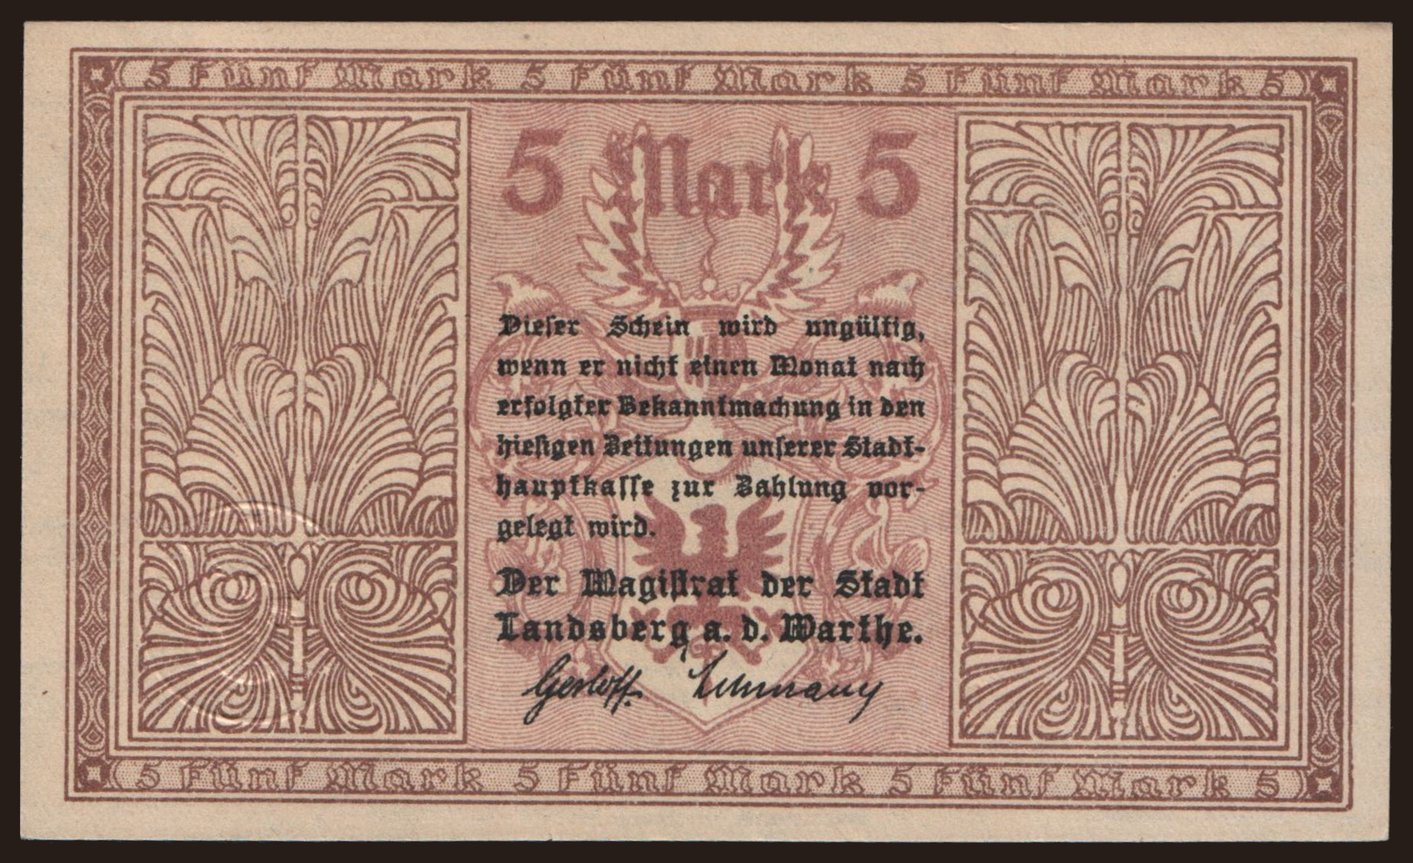 5 Fünf Mark 5 Fünf Mark 5 Fünf Mark 5
5 Mark 5
Dieser Schein wird ungültig,
wenn er nicht einen Monat nach
erfolgter Bekanntmachung in den
hiesigen Zeitungen unserer Stadt-
hauptkasse zur Zahlung vor-
gelegt wird.
Der Magistrat der Stadt
Landsberg a. d. Warthe.
Gerloff. Lehmann
5 Fünf Mark 5 Fünf Mark 5 Fünf Mark 5